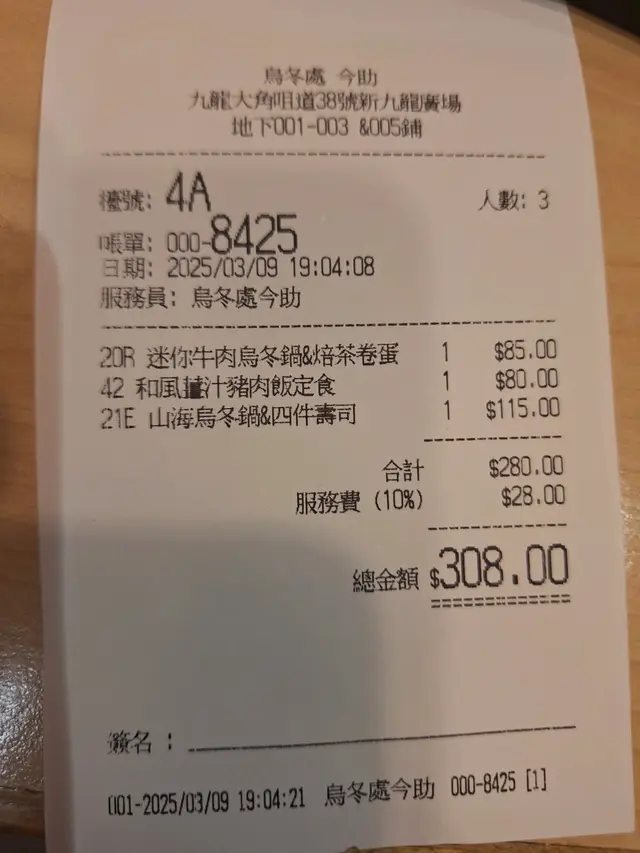 烏冬處 今助
九龍大角咀道38號新九龍廣場
地下001-003 &005鋪
檯號: 4A 人數: 3
帳單: 000-8425
日期: 2025/03/09 19:04:08
服務員: 烏冬處今助
20R 迷你牛肉烏冬鍋&焙茶卷蛋 1 $85.00
42 和風薑汁豬肉飯定食 1 $80.00
21E 山海烏冬鍋&四件壽司 1 $115.00
合計 $280.00
服務費 (10%) $28.00
總金額 $308.00
簽名 :
001-2025/03/09 19:04:21 烏冬處今助 000-8425 [1]